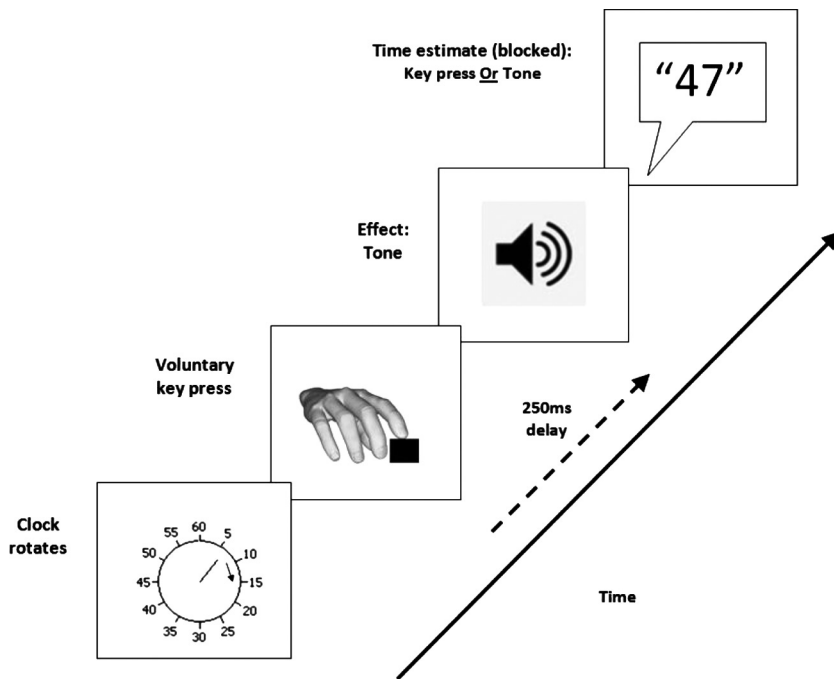 Time estimate (blocked):
Key press Or Tone
“47”
Effect:
Tone
Voluntary
key press
250ms
delay
Clock
rotates
60
55
5
50
10
45
15
40
20
35
25
30
Time